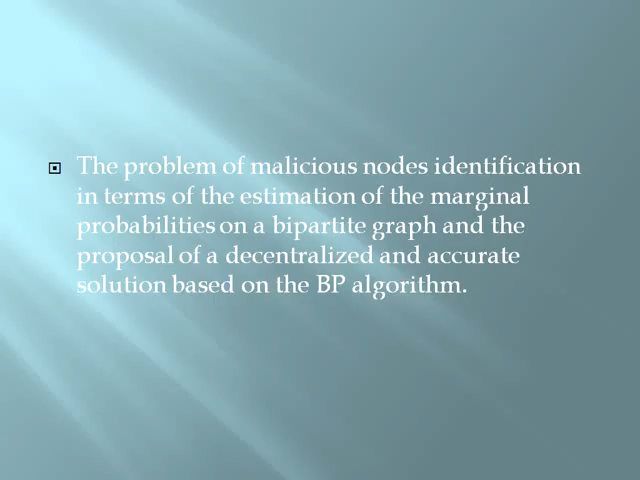 The problem of malicious nodes identification
in terms of the estimation of the marginal
probabilities on a bipartite graph and the
proposal of a decentralized and accurate
solution based on the BP algorithm.